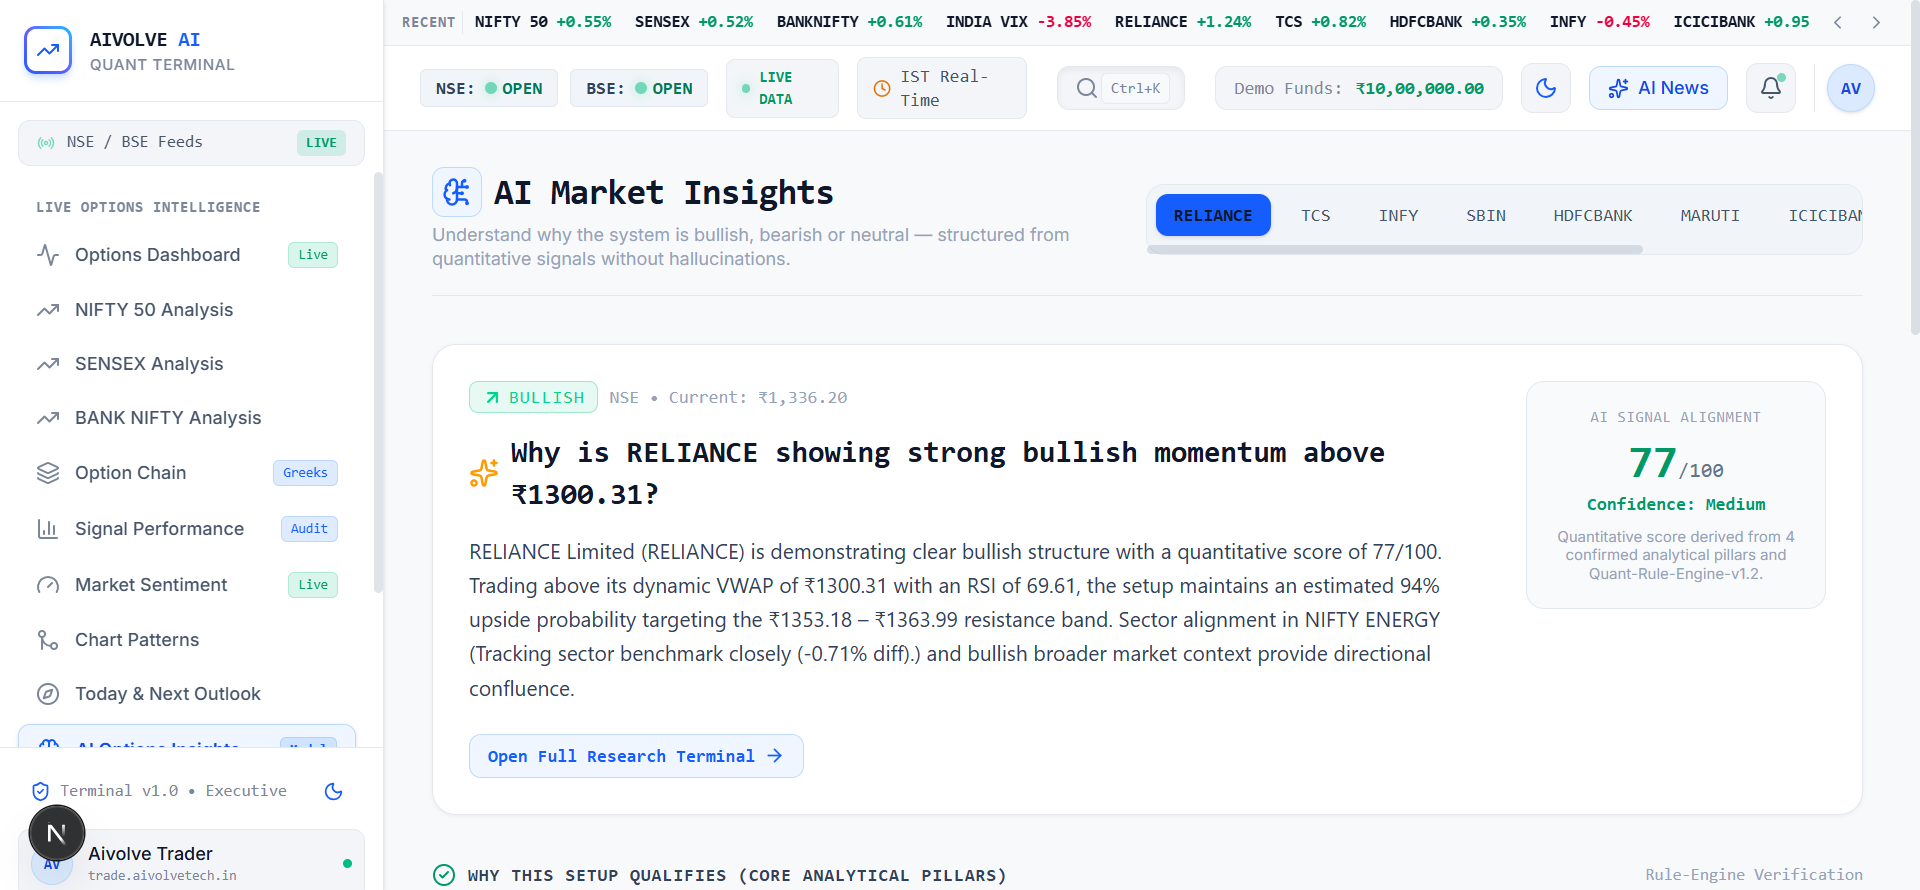 AIVOLVE AI
QUANT TERMINAL
NSE / BSE Feeds LIVE
LIVE OPTIONS INTELLIGENCE
Options Dashboard Live
NIFTY 50 Analysis
SENSEX Analysis
BANK NIFTY Analysis
Option Chain Greeks
Signal Performance Audit
Market Sentiment Live
Chart Patterns
Today & Next Outlook
AI Options Insights
Terminal v1.0 • Executive
N
AV
Aivolve Trader
trade.aivolvetech.in
RECENT NIFTY 50 +0.55% SENSEX +0.52% BANKNIFTY +0.61% INDIA VIX -3.85% RELIANCE +1.24% TCS +0.82% HDFCBANK +0.35% INFY -0.45% ICICIBANK +0.95
NSE: OPEN BSE: OPEN LIVE DATA IST Real-Time Ctrl+K Demo Funds: ₹10,00,000.00 AI News AV
AI Market Insights
Understand why the system is bullish, bearish or neutral — structured from
quantitative signals without hallucinations.
RELIANCE TCS INFY SBIN HDFCBANK MARUTI ICICIBAN
BULLISH NSE • Current: ₹1,336.20
Why is RELIANCE showing strong bullish momentum above
₹1300.31?
RELIANCE Limited (RELIANCE) is demonstrating clear bullish structure with a quantitative score of 77/100.
Trading above its dynamic VWAP of ₹1300.31 with an RSI of 69.61, the setup maintains an estimated 94%
upside probability targeting the ₹1353.18 – ₹1363.99 resistance band. Sector alignment in NIFTY ENERGY
(Tracking sector benchmark closely (-0.71% diff).) and bullish broader market context provide directional
confluence.
Open Full Research Terminal
AI SIGNAL ALIGNMENT
77/100
Confidence: Medium
Quantitative score derived from 4
confirmed analytical pillars and
Quant-Rule-Engine-v1.2.
WHY THIS SETUP QUALIFIES (CORE ANALYTICAL PILLARS)
Rule-Engine Verification